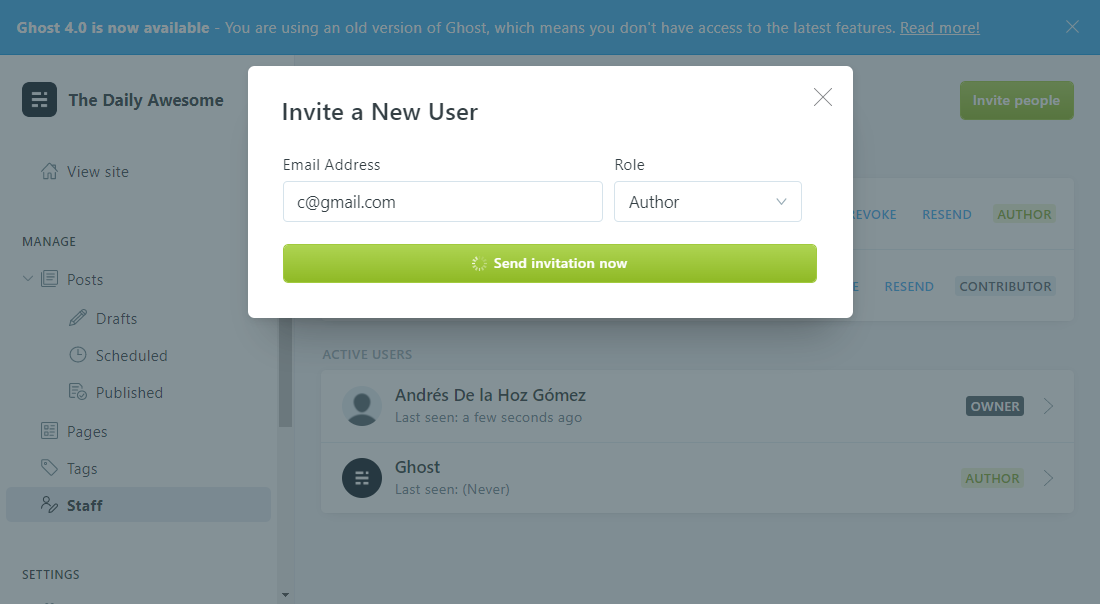 Ghost 4.0 is now available - You are using an old version of Ghost, which means you don't have access to the latest features. Read more!
The Daily Awesome
Invite people
View site
MANAGE
Posts
Drafts
Scheduled
Published
Pages
Tags
Staff
SETTINGS
Invite a New User
Email Address Role
c@gmail.com Author
Send invitation now
RESEND AUTHOR
RESEND CONTRIBUTOR
ACTIVE USERS
Andrés De la Hoz Gómez
Last seen: a few seconds ago
OWNER
Ghost
Last seen: (Never)
AUTHOR